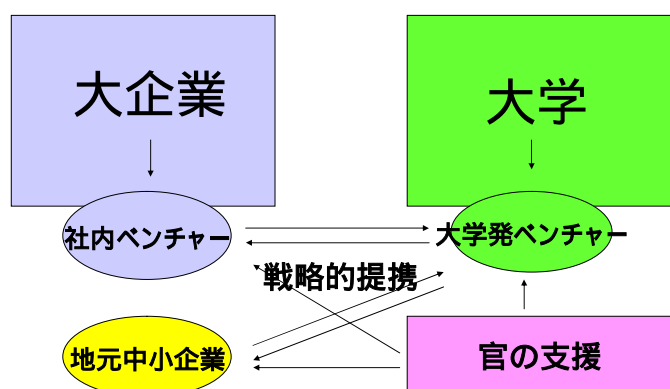 大企業
大学
社内ベンチャー
大学発ベンチャー
戦略的提携
地元中小企業
官の支援